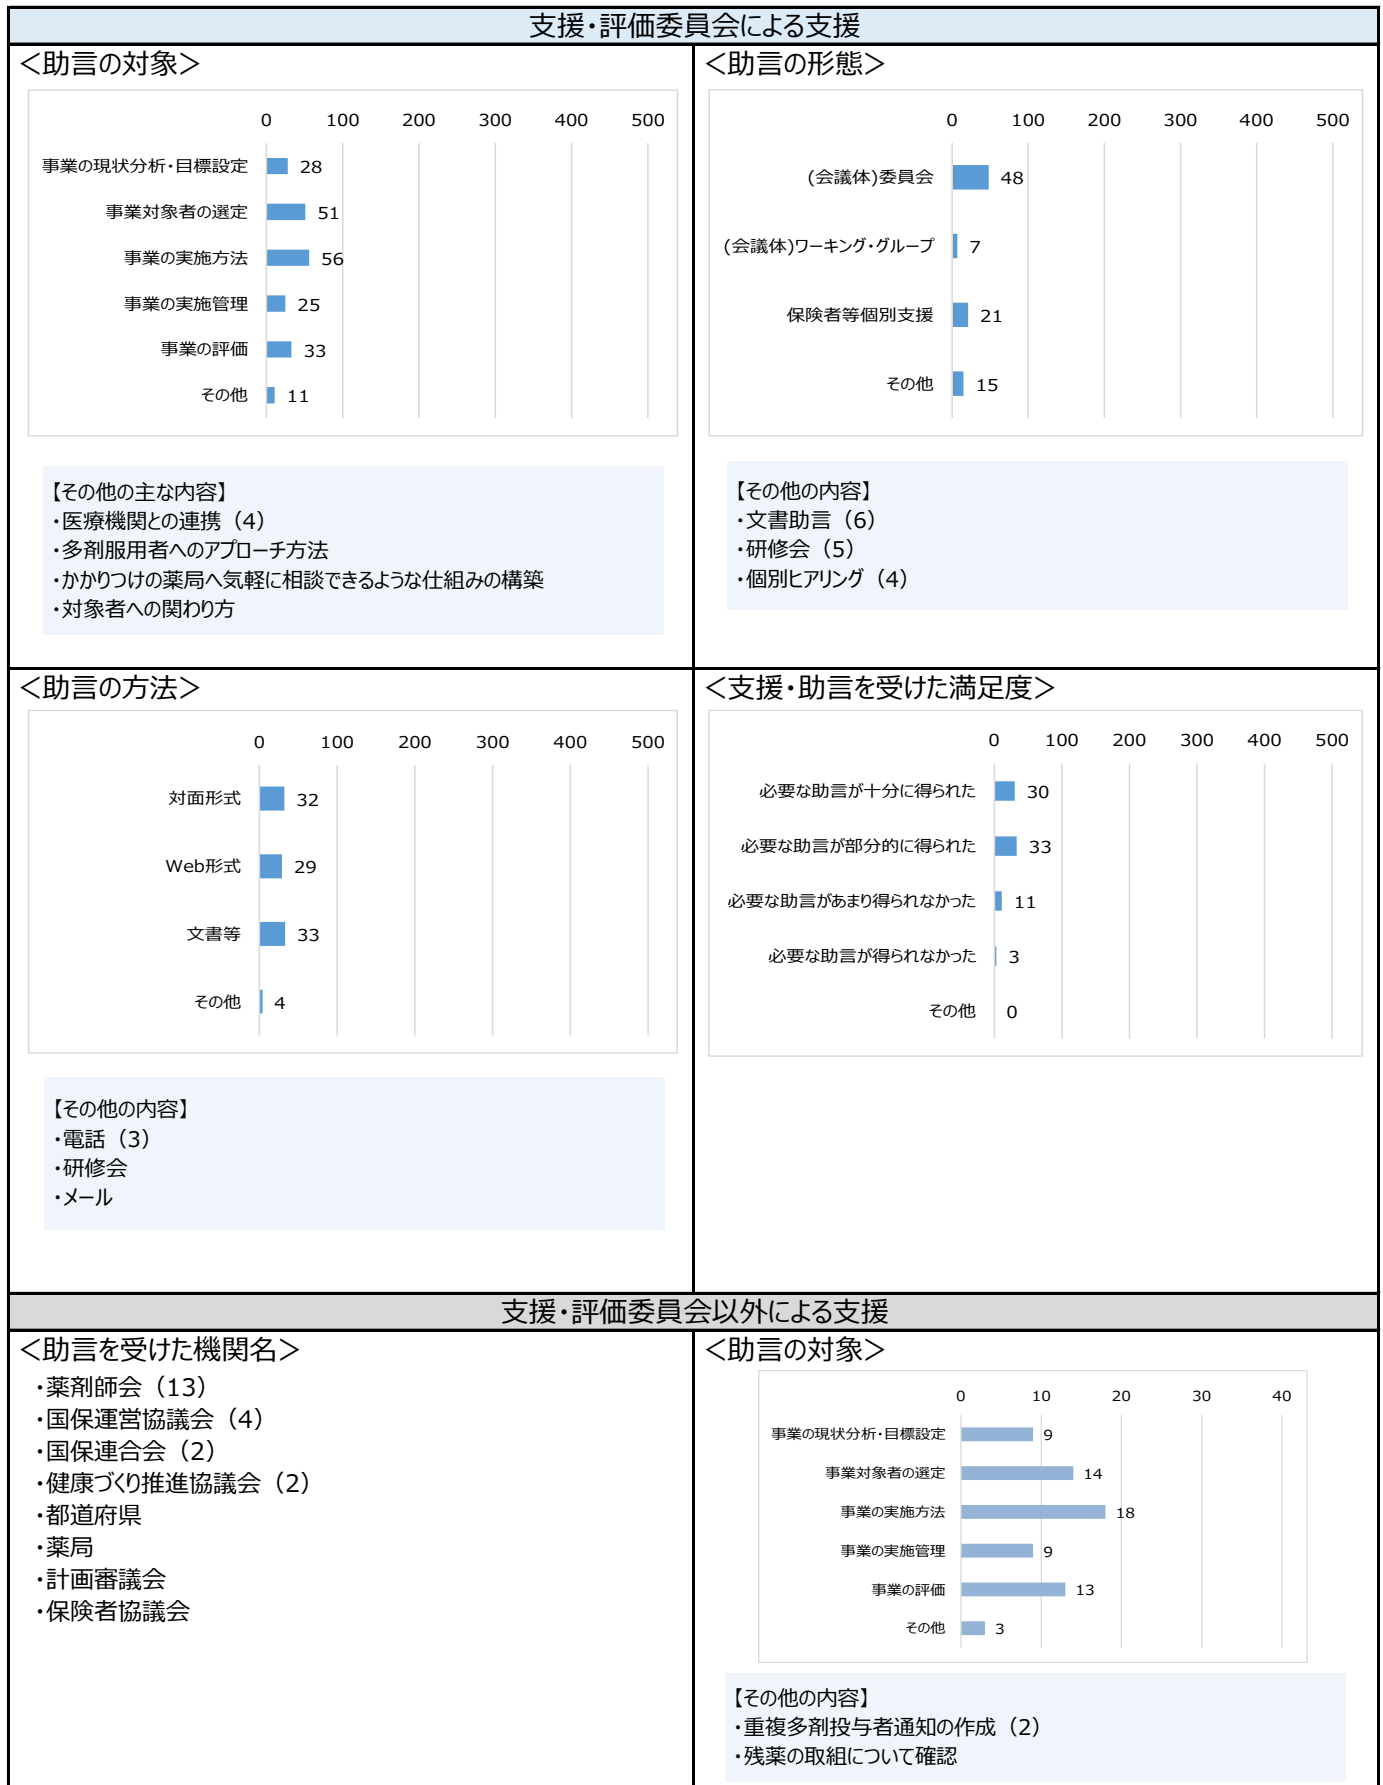 支援・評価委員会による支援
＜助言の対象＞
0 100 200 300 400 500
事業の現状分析・目標設定 28
事業対象者の選定 51
事業の実施方法 56
事業の実施管理 25
事業の評価 33
その他 11
【その他の主な内容】
・医療機関との連携（4）
・多剤服用者へのアプローチ方法
・かかりつけの薬局へ気軽に相談できるような仕組みの構築
・対象者への関わり方
＜助言の形態＞
0 100 200 300 400 500
(会議体)委員会 48
(会議体)ワーキング・グループ 7
保険者等個別支援 21
その他 15
【その他の内容】
・文書助言（6）
・研修会（5）
・個別ヒアリング（4）
＜助言の方法＞
0 100 200 300 400 500
対面形式 32
Web形式 29
文書等 33
その他 4
【その他の内容】
・電話（3）
・研修会
・メール
＜支援・助言を受けた満足度＞
0 100 200 300 400 500
必要な助言が十分に得られた 30
必要な助言が部分的に得られた 33
必要な助言があまり得られなかった 11
必要な助言が得られなかった 3
その他 0
支援・評価委員会以外による支援
＜助言を受けた機関名＞
・薬剤師会（13）
・国保運営協議会（4）
・国保連合会（2）
・健康づくり推進協議会（2）
・都道府県
・薬局
・計画審議会
・保険者協議会
＜助言の対象＞
0 10 20 30 40
事業の現状分析・目標設定 9
事業対象者の選定 14
事業の実施方法 18
事業の実施管理 9
事業の評価 13
その他 3
【その他の内容】
・重複多剤投与者通知の作成（2）
・残薬の取組について確認